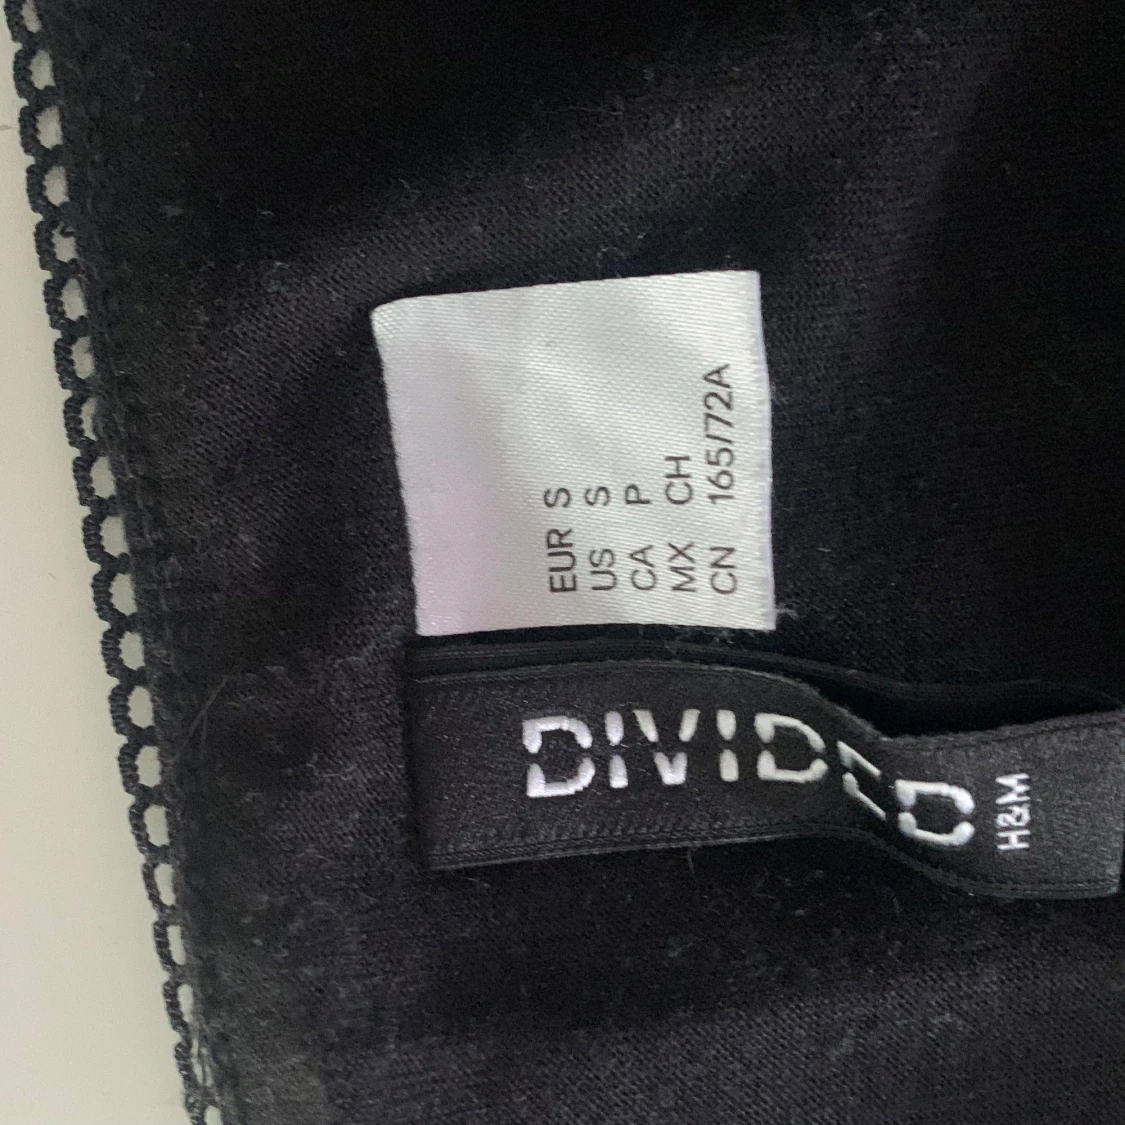 EUR S
US S
CA P
MX CH
CN 165/72A
DIVIDED
H&M